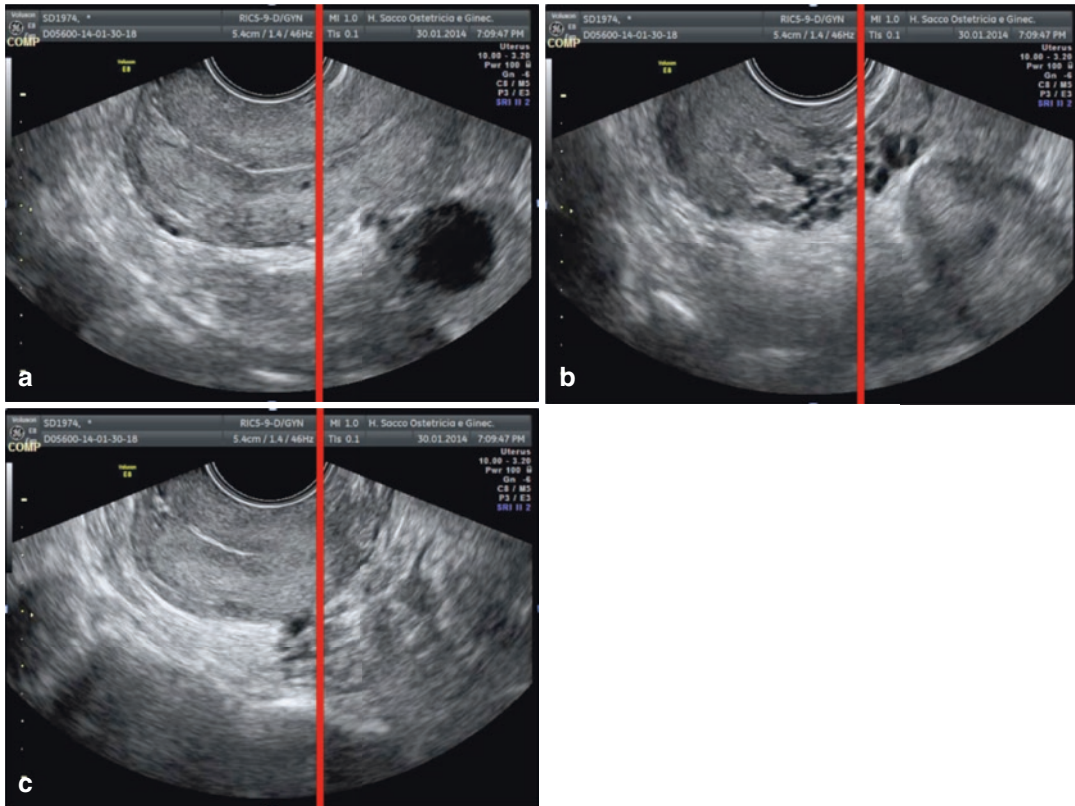 SD1974, * RIC5-9-D/GYN MI 1.0 H. Sacco Ostetricia e Ginec.
D05600-14-01-30-18 5.4cm / 1.4 / 46Hz TIs 0.1 30.01.2014 7:09:47 PM
COMP
Voluson
E8
Uterus
10.00 - 3.20
Pwr 100
Gn -6
C8 / M5
P3 / E3
SRI II 2
a
SD1974, * RIC5-9-D/GYN MI 1.0 H. Sacco Ostetricia e Ginec.
D05600-14-01-30-18 5.4cm / 1.4 / 46Hz TIs 0.1 30.01.2014 7:09:47 PM
COMP
Voluson
E8
Uterus
10.00 - 3.20
Pwr 100
Gn -6
C8 / M5
P3 / E3
SRI II 2
b
SD1974, * RIC5-9-D/GYN MI 1.0 H. Sacco Ostetricia e Ginec.
D05600-14-01-30-18 5.4cm / 1.4 / 46Hz TIs 0.1 30.01.2014 7:09:47 PM
COMP
Voluson
E8
Uterus
10.00 - 3.20
Pwr 100
Gn -6
C8 / M5
P3 / E3
SRI II 2
c